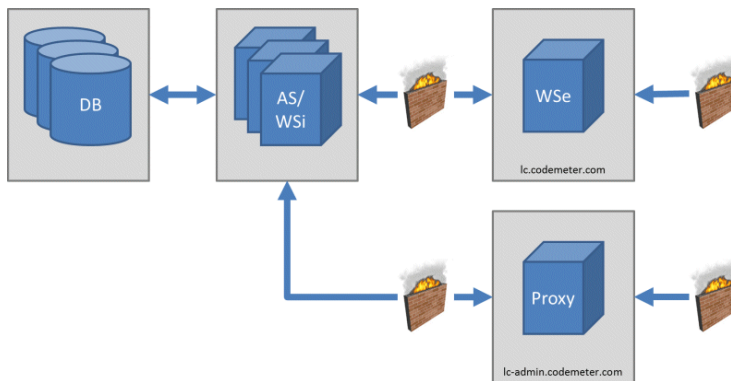 DB
AS/
WSi
WSe
lc.codemeter.com
Proxy
lc-admin.codemeter.com